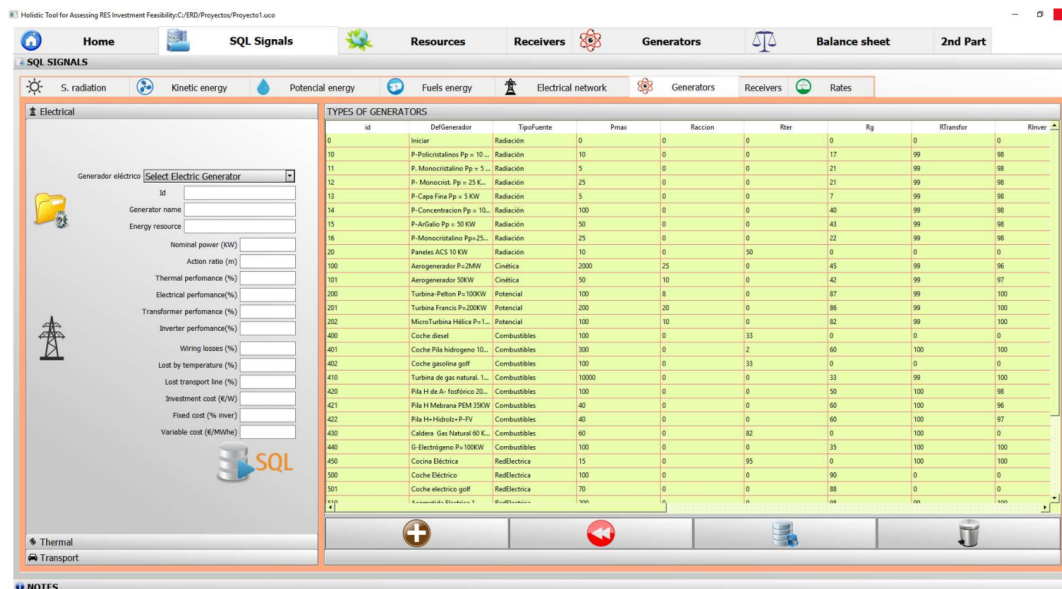 Holistic Tool for Assessing RES Investment Feasibility:C:/ERD/Proyectos/Proyecto1.uco
Home SQL Signals Resources Receivers Generators Balance sheet 2nd Part
SQL SIGNALS
S. radiation Kinetic energy Potencial energy Fuels energy Electrical network Generators Receivers Rates
Electrical
Generador eléctrico Select Electric Generator
Id
Generator name
Energy resource
Nominal power (KW)
Action ratio (m)
Thermal perfomance (%)
Electrical perfomance(%)
Transformer perfomance (%)
Inverter perfomance(%)
Wiring losses (%)
Lost by temperature (%)
Lost transport line (%)
Investment cost (€/W)
Fixed cost (% inver)
Variable cost (€/MWhe)
SQL
Thermal
Transport
TYPES OF GENERATORS
id DefGenerador TipoFuente Pmax Raccion Rter Rg RTransfor RInver
0 Iniciar Radiación 0 0 0 0 0 0
10 P-Policristalinos Pp = 10 ... Radiación 10 0 0 17 99 98
11 P. Monocristalino Pp = 5 ... Radiación 5 0 0 21 99 98
12 P- Monocrist. Pp = 25 K... Radiación 25 0 0 21 99 98
13 P-Capa Fina Pp = 5 KW Radiación 5 0 0 7 99 98
14 P-Concentracion Pp = 10... Radiación 100 0 0 40 99 98
15 P-ArGalio Pp = 50 KW Radiación 50 0 0 43 99 98
16 P-Monocristalino Pp=25... Radiación 25 0 0 22 99 98
20 Paneles ACS 10 KW Radiación 10 0 50 0 0 0
100 Aerogenerador P=2MW Cinética 2000 25 0 45 99 96
101 Aerogenerador 50KW Cinética 50 10 0 42 99 97
200 Turbina-Pelton P=100KW Potencial 100 8 0 87 99 100
201 Turbina Francis P=200KW Potencial 200 20 0 86 99 100
202 MicroTurbina Hélice P=1... Potencial 100 10 0 82 99 100
400 Coche diesel Combustibles 100 0 33 0 0 0
401 Coche Pila hidrogeno 10... Combustibles 300 0 2 60 100 100
402 Coche gasolina golf Combustibles 100 0 33 0 0 0
410 Turbina de gas natural. 1... Combustibles 10000 0 0 33 99 100
420 Pila H de A- fosfórico 20... Combustibles 100 0 0 50 100 98
421 Pila H Mebrana PEM 35KW Combustibles 40 0 0 60 100 96
422 Pila H+Hidrolz+P-FV Combustibles 40 0 0 60 100 97
430 Caldera Gas Natural 60 K... Combustibles 60 0 82 0 100 0
440 G-Electrógeno P=100KW Combustibles 100 0 0 35 100 100
450 Cocina Eléctrica RedElectrica 15 0 95 0 100 100
500 Coche Eléctrico RedElectrica 100 0 0 90 0 0
501 Coche electrico golf RedElectrica 70 0 0 88 0 0
NOTES